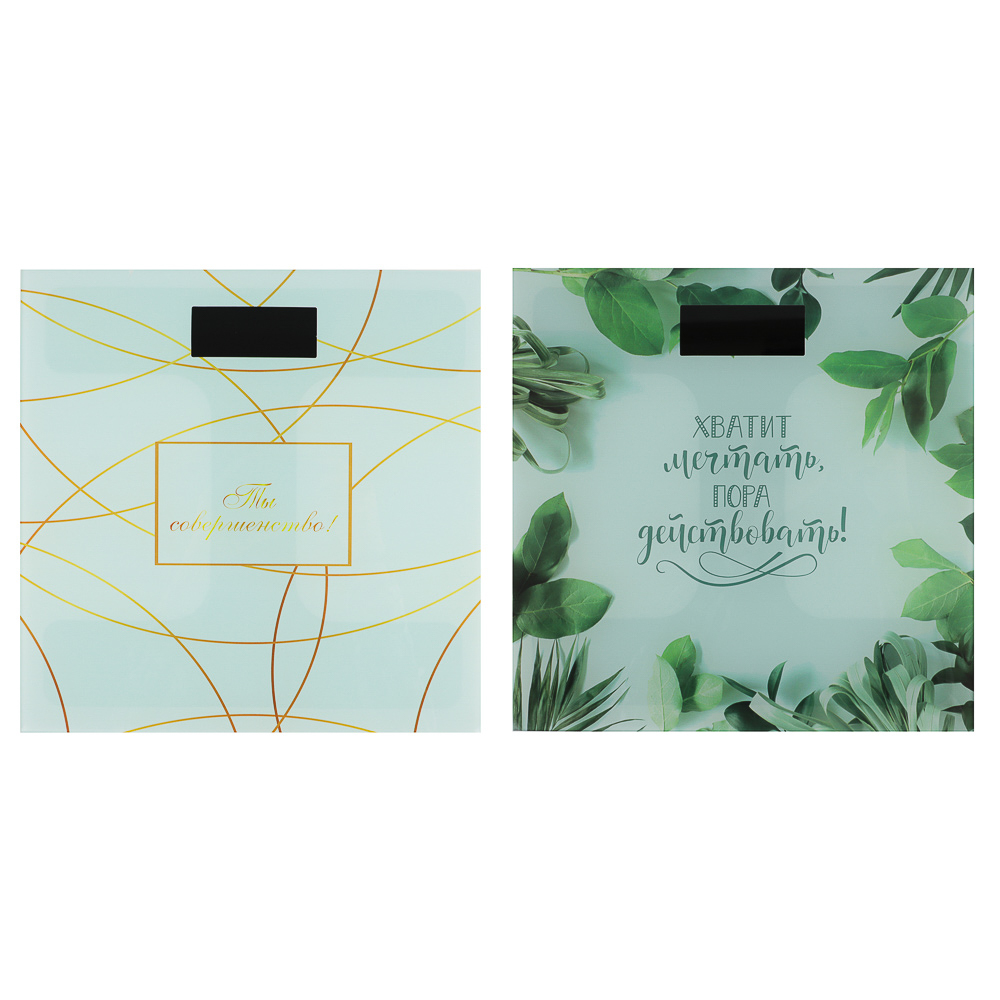 Ты
совершенство!
ХВАТИТ
мечтать,
ПОРА
действовать!